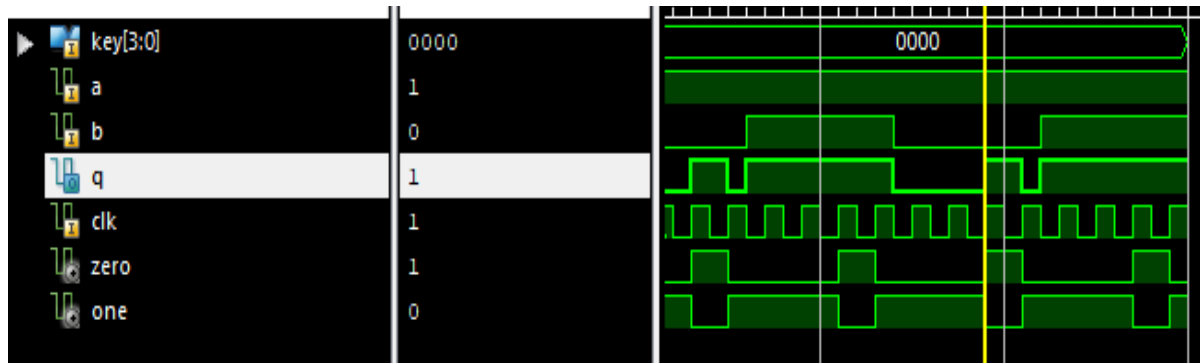 key[3:0] 0000 0000
a 1
b 0
q 1
clk 1
zero 1
one 0